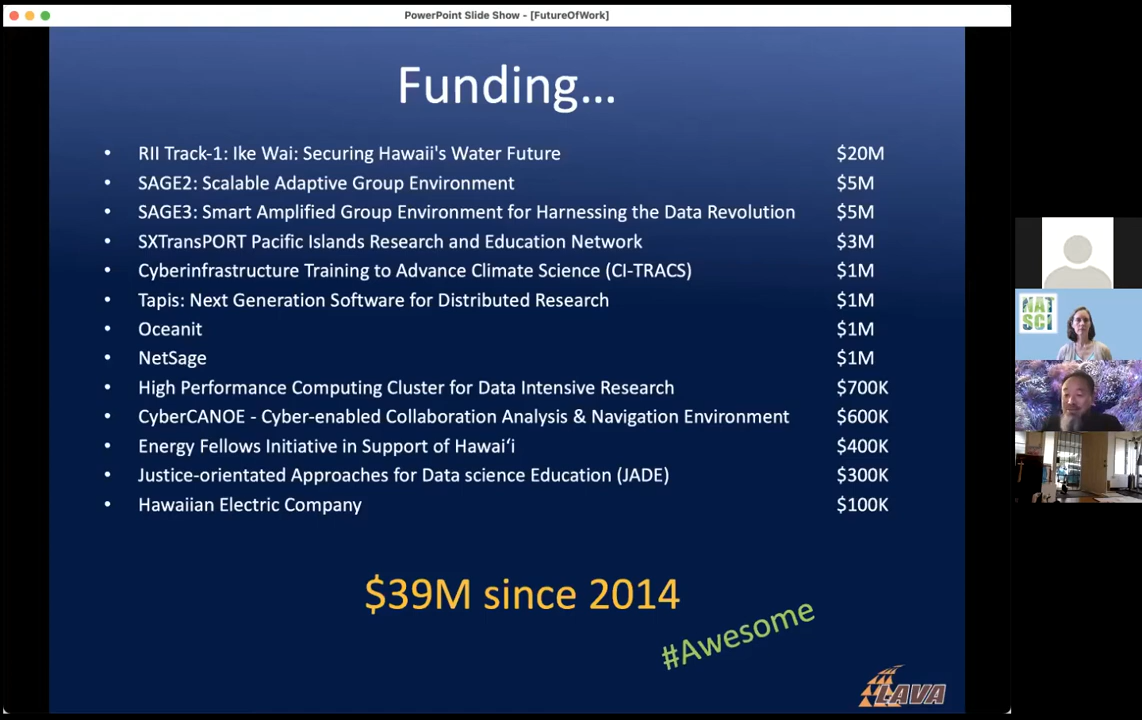 PowerPoint Slide Show - [FutureOfWork]
Funding...
• RII Track-1: Ike Wai: Securing Hawaii's Water Future $20M
• SAGE2: Scalable Adaptive Group Environment $5M
• SAGE3: Smart Amplified Group Environment for Harnessing the Data Revolution $5M
• SXTransPORT Pacific Islands Research and Education Network $3M
• Cyberinfrastructure Training to Advance Climate Science (CI-TRACS) $1M
• Tapis: Next Generation Software for Distributed Research $1M
• Oceanit $1M
• NetSage $1M
• High Performance Computing Cluster for Data Intensive Research $700K
• CyberCANOE - Cyber-enabled Collaboration Analysis & Navigation Environment $600K
• Energy Fellows Initiative in Support of Hawaiʻi $400K
• Justice-orientated Approaches for Data science Education (JADE) $300K
• Hawaiian Electric Company $100K
$39M since 2014
#Awesome
LAVA
NAT
SCI